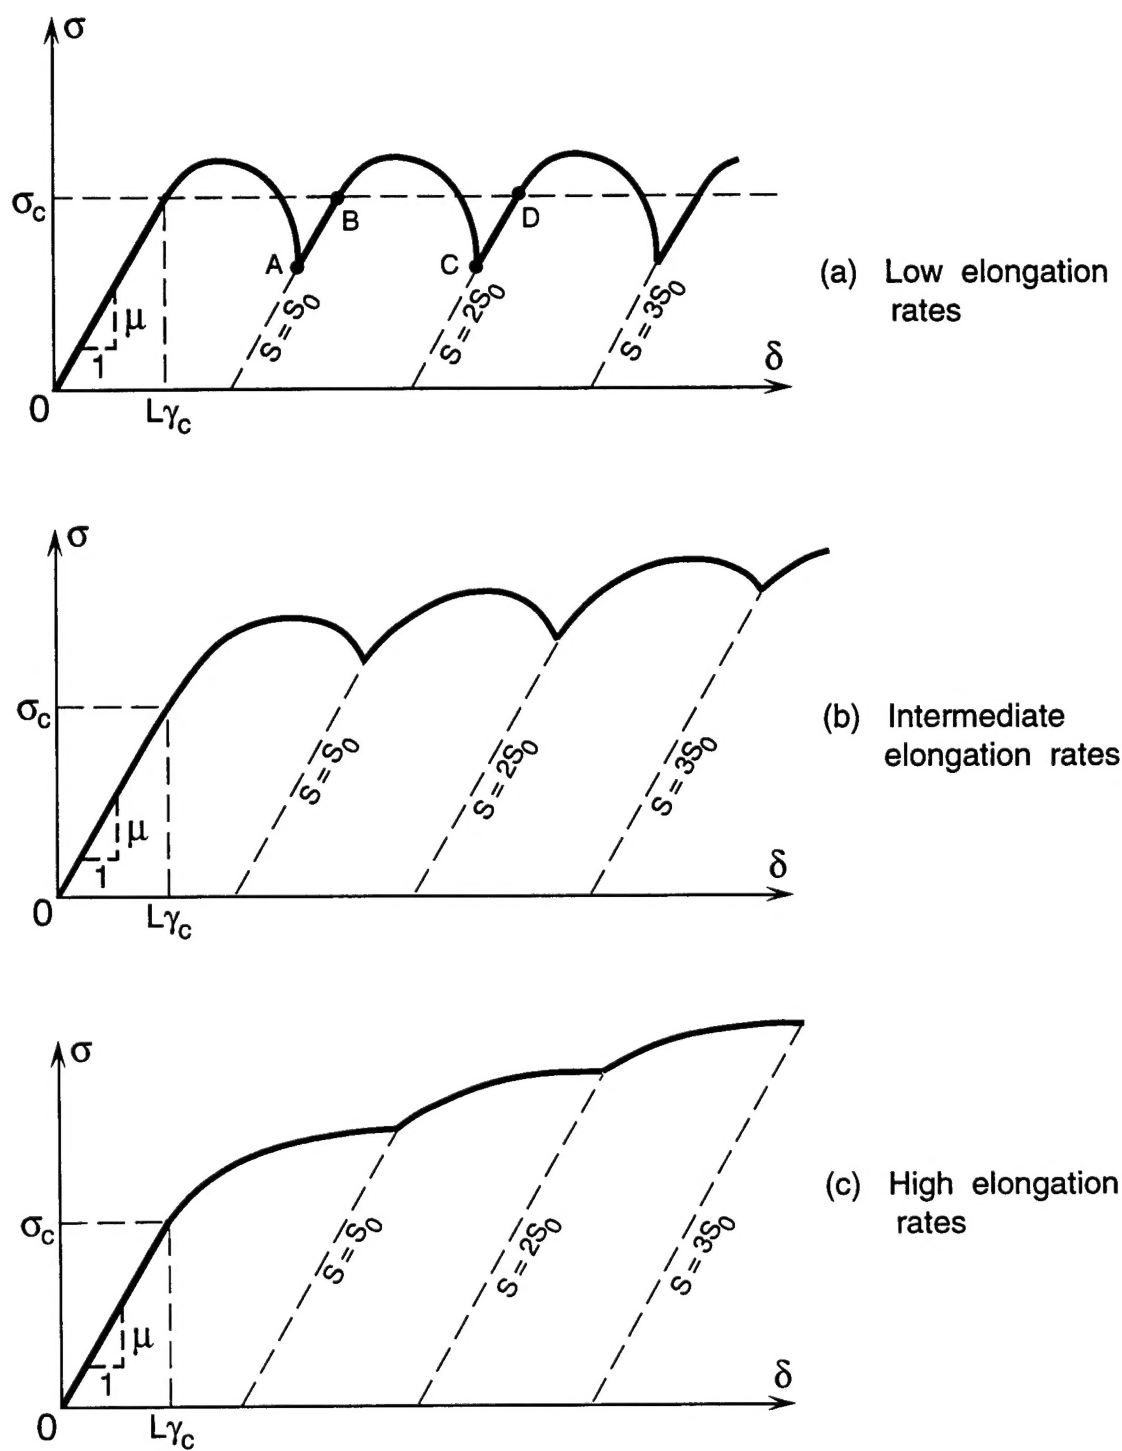 σ
σc
A
B
C
D
S = S0
S = 2S0
S = 3S0
μ
1
δ
0
Lγc
(a) Low elongation
rates
σ
σc
S = S0
S = 2S0
S = 3S0
μ
1
δ
0
Lγc
(b) Intermediate
elongation rates
σ
σc
S = S0
S = 2S0
S = 3S0
μ
1
δ
0
Lγc
(c) High elongation
rates